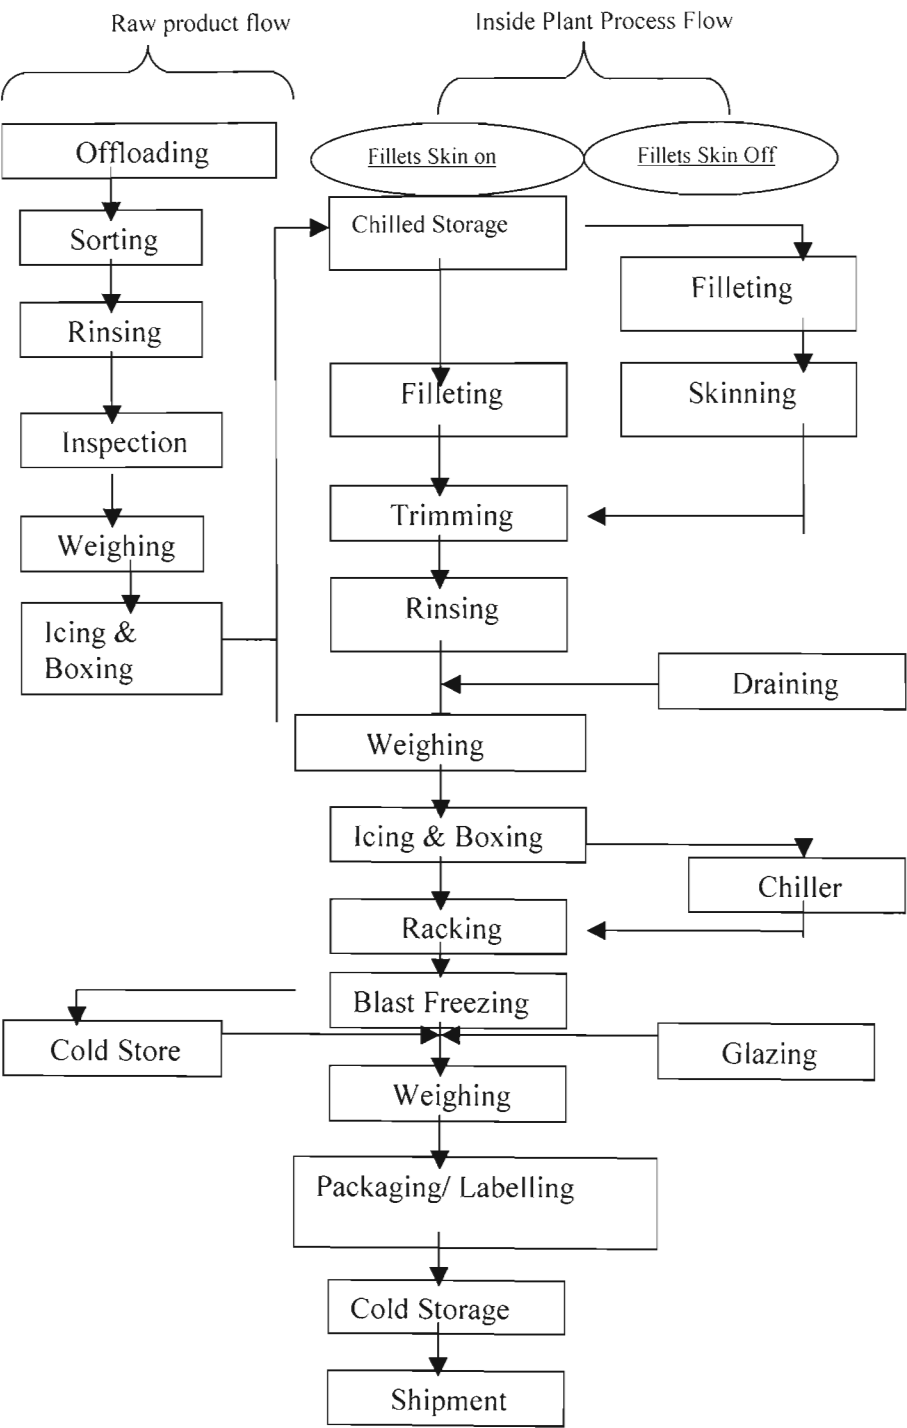 Raw product flow
Inside Plant Process Flow
Offloading
Fillets Skin on
Fillets Skin Off
Sorting
Chilled Storage
Filleting
Rinsing
Filleting
Skinning
Inspection
Trimming
Weighing
Rinsing
Icing &
Boxing
Draining
Weighing
Icing & Boxing
Chiller
Racking
Blast Freezing
Cold Store
Glazing
Weighing
Packaging/ Labelling
Cold Storage
Shipment